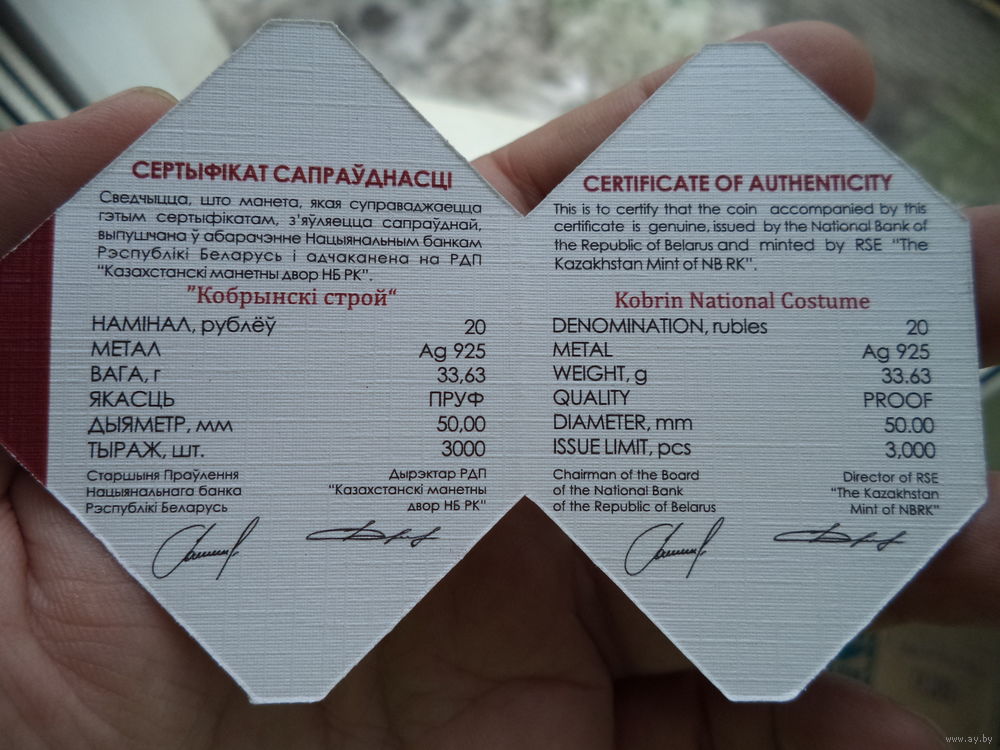 СЕРТЫФІКАТ САПРАЎДНАСЦІ
Сведчыцца, што манета, якая суправаджаецца
гэтым сертыфікатам, з'яўляецца сапраўднай,
выпушчана ў абарачэнне Нацыянальным банкам
Рэспублікі Беларусь і адчаканена на РДП
"Казахстанскі манетны двор НБ РК".
"Кобрынскі строй"
НАМІНАЛ, рублёў 20
МЕТАЛ Ag 925
ВАГА, г 33,63
ЯКАСЦЬ ПРУФ
ДЫЯМЕТР, мм 50,00
ТЫРАЖ, шт. 3000
Старшыня Праўлення
Нацыянальнага банка
Рэспублікі Беларусь
Дырэктар РДП
"Казахстанскі манетны
двор НБ РК"
CERTIFICATE OF AUTHENTICITY
This is to certify that the coin accompanied by this
certificate is genuine, issued by the National Bank of
the Republic of Belarus and minted by RSE "The
Kazakhstan Mint of NB RK".
Kobrin National Costume
DENOMINATION, rubles 20
METAL Ag 925
WEIGHT, g 33.63
QUALITY PROOF
DIAMETER, mm 50.00
ISSUE LIMIT, pcs 3,000
Chairman of the Board
of the National Bank
of the Republic of Belarus
Director of RSE
"The Kazakhstan
Mint of NBRK"
www.ay.by